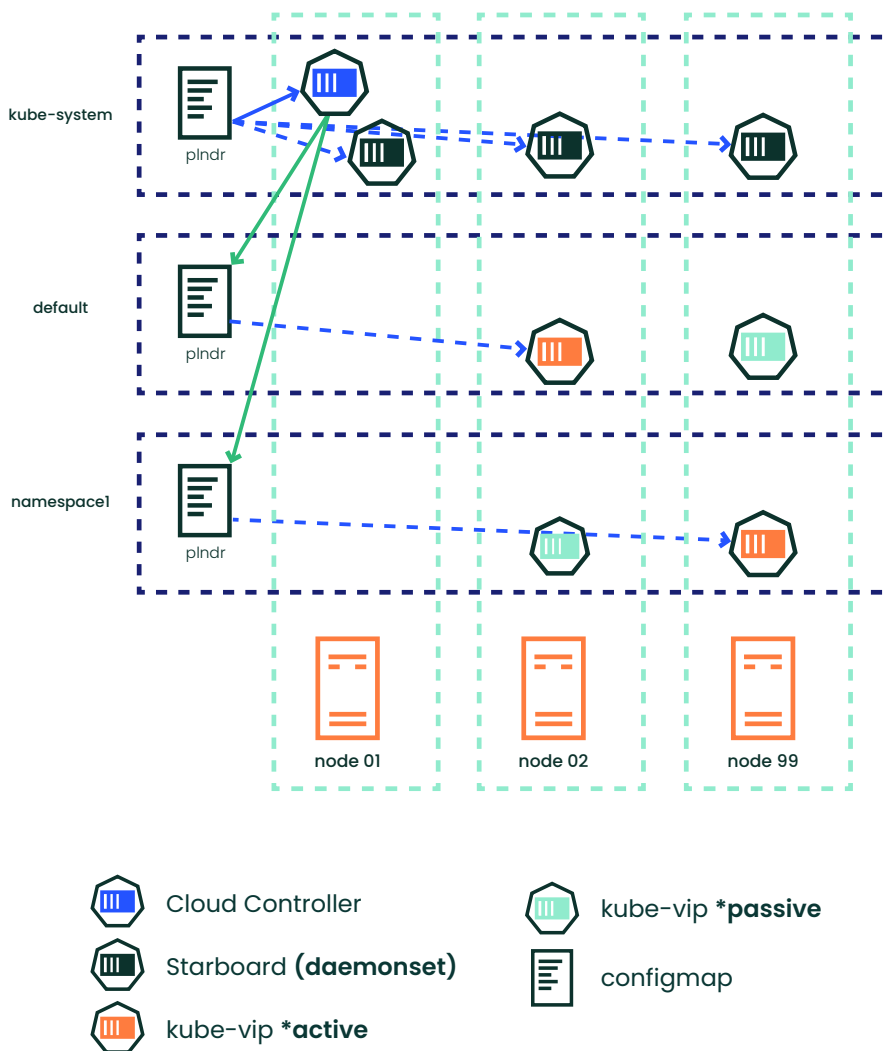 kube-system
plndr
default
plndr
namespace1
plndr
node 01
node 02
node 99
Cloud Controller
Starboard (daemonset)
kube-vip *active
kube-vip *passive
configmap